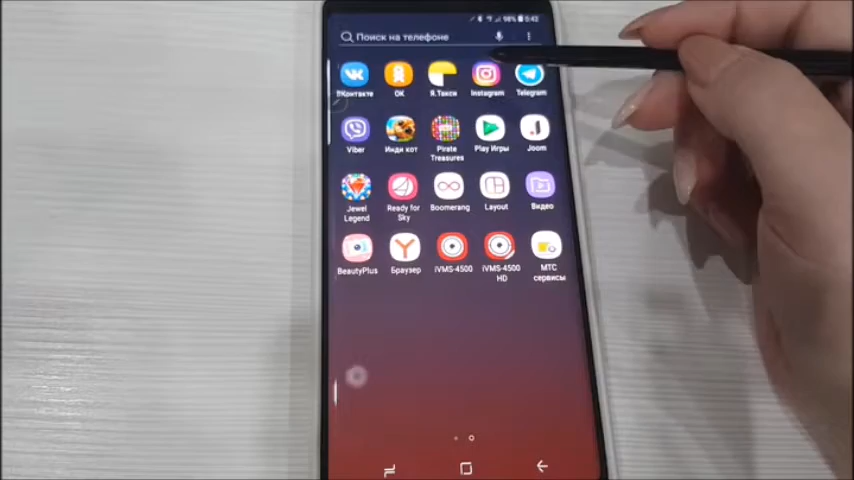 98% 0:42
Поиск на телефоне
ВКонтакте OK Я.Такси Instagram Telegram
Viber Инди кот Pirate Treasures Play Игры Joom
Jewel Legend Ready for Sky Boomerang Layout Видео
BeautyPlus Браузер iVMS-4500 iVMS-4500 HD МТС сервисы